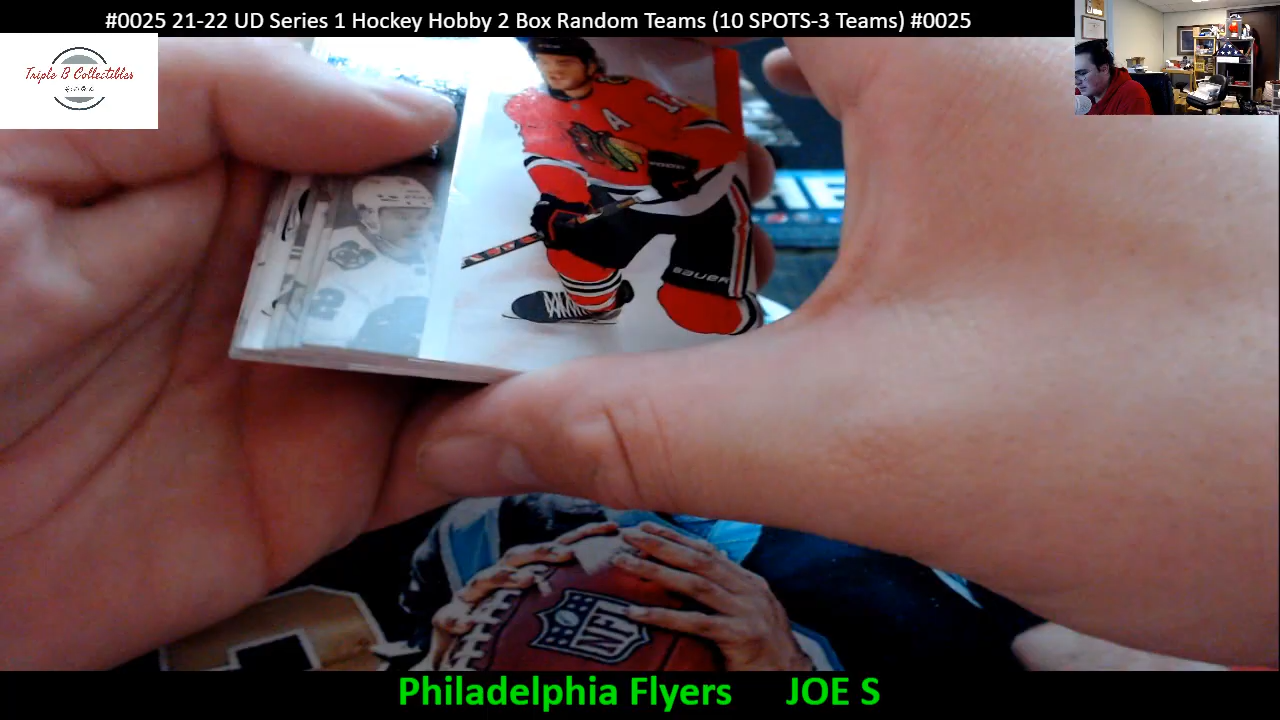 #0025 21-22 UD Series 1 Hockey Hobby 2 Box Random Teams (10 SPOTS-3 Teams) #0025
Triple B Collectibles
A
BAUER
NFL
Philadelphia Flyers JOE S